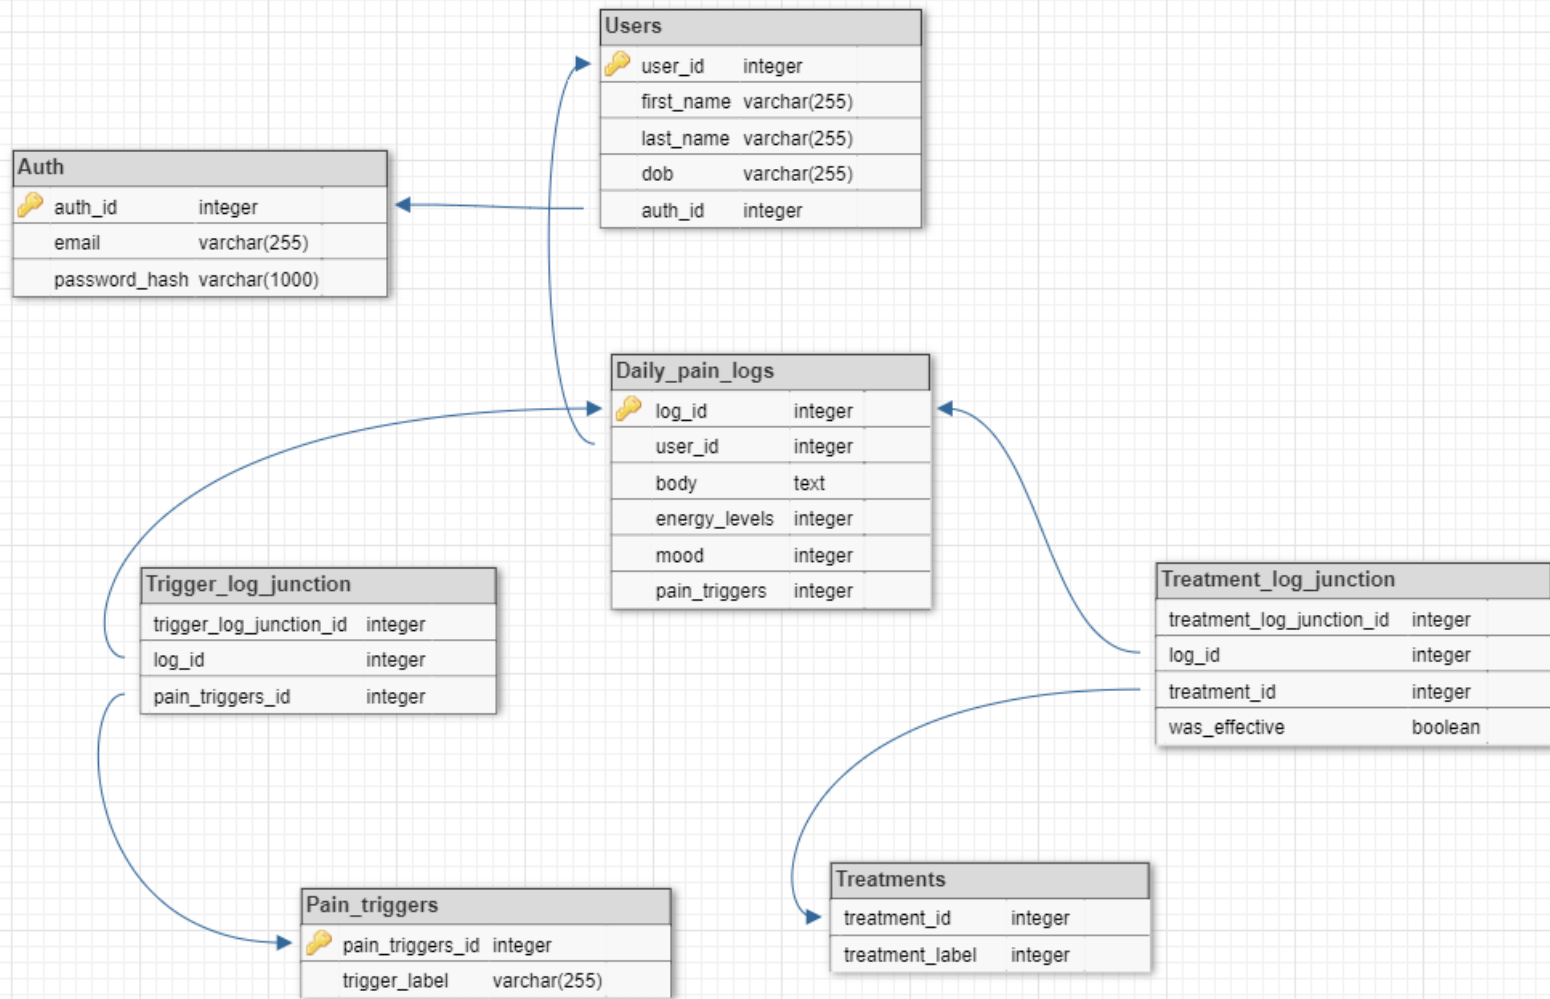 Users
user_id integer
first_name varchar(255)
last_name varchar(255)
dob varchar(255)
auth_id integer
Auth
auth_id integer
email varchar(255)
password_hash varchar(1000)
Daily_pain_logs
log_id integer
user_id integer
body text
energy_levels integer
mood integer
pain_triggers integer
Trigger_log_junction
trigger_log_junction_id integer
log_id integer
pain_triggers_id integer
Treatment_log_junction
treatment_log_junction_id integer
log_id integer
treatment_id integer
was_effective boolean
Pain_triggers
pain_triggers_id integer
trigger_label varchar(255)
Treatments
treatment_id integer
treatment_label integer